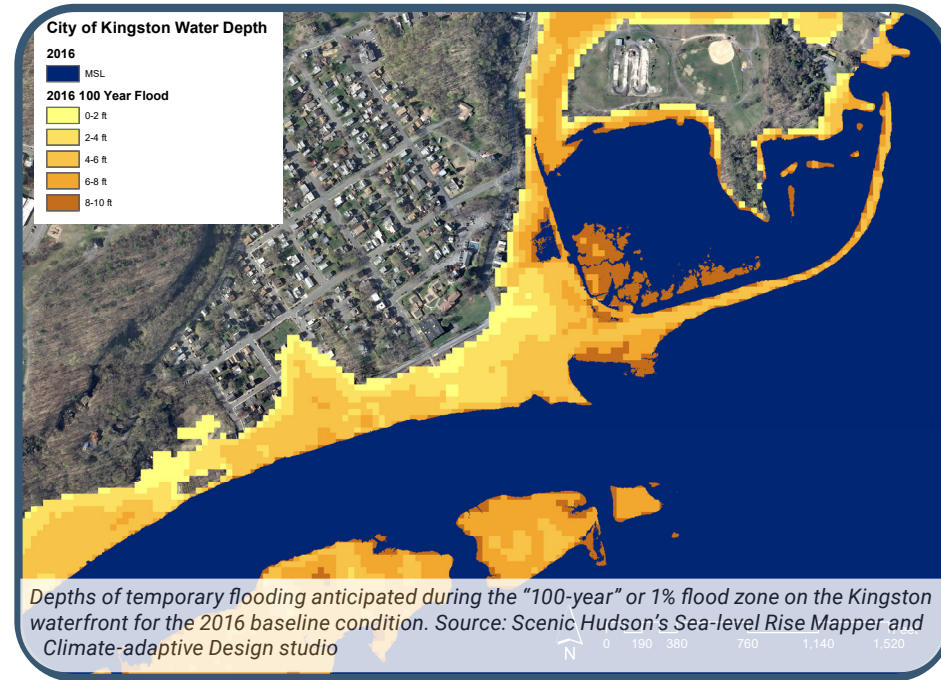 City of Kingston Water Depth
2016
MSL
2016 100 Year Flood
0-2 ft
2-4 ft
4-6 ft
6-8 ft
8-10 ft
Depths of temporary flooding anticipated during the “100-year” or 1% flood zone on the Kingston
waterfront for the 2016 baseline condition. Source: Scenic Hudson’s Sea-level Rise Mapper and
Climate-adaptive Design studio
N
0 190 380 760 1,140 1,520